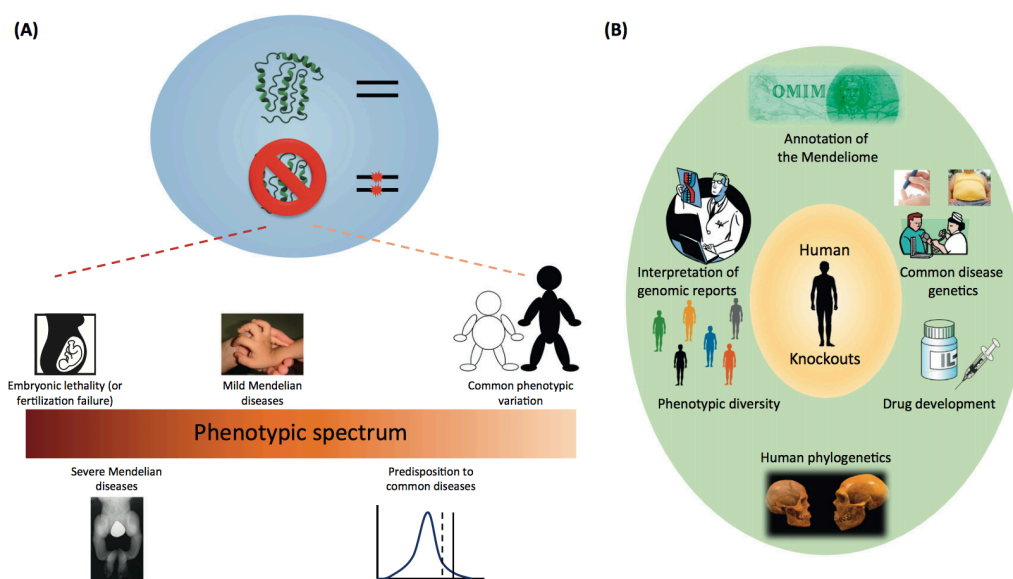 (A)
Embryonic lethality (or
fertilization failure)
Mild Mendelian
diseases
Common phenotypic
variation
Phenotypic spectrum
Severe Mendelian
diseases
Predisposition to
common diseases
(B)
OMIM
Annotation of
the Mendeliome
Interpretation of
genomic reports
Human
Knockouts
Common disease
genetics
Phenotypic diversity
IL
Drug development
Human phylogenetics